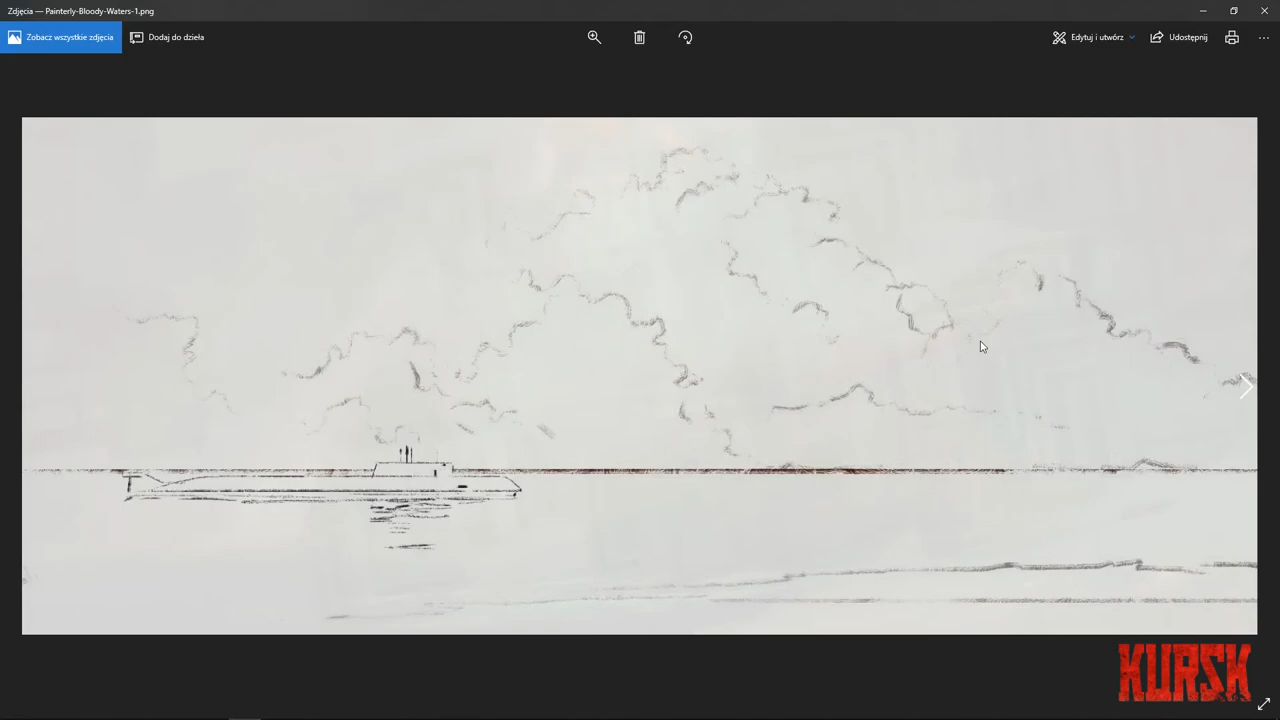 Zdjęcia — Painterly-Bloody-Waters-1.png
Zobacz wszystkie zdjęcia
Dodaj do dzieła
Edytuj i utwórz
Udostępnij
KURSK